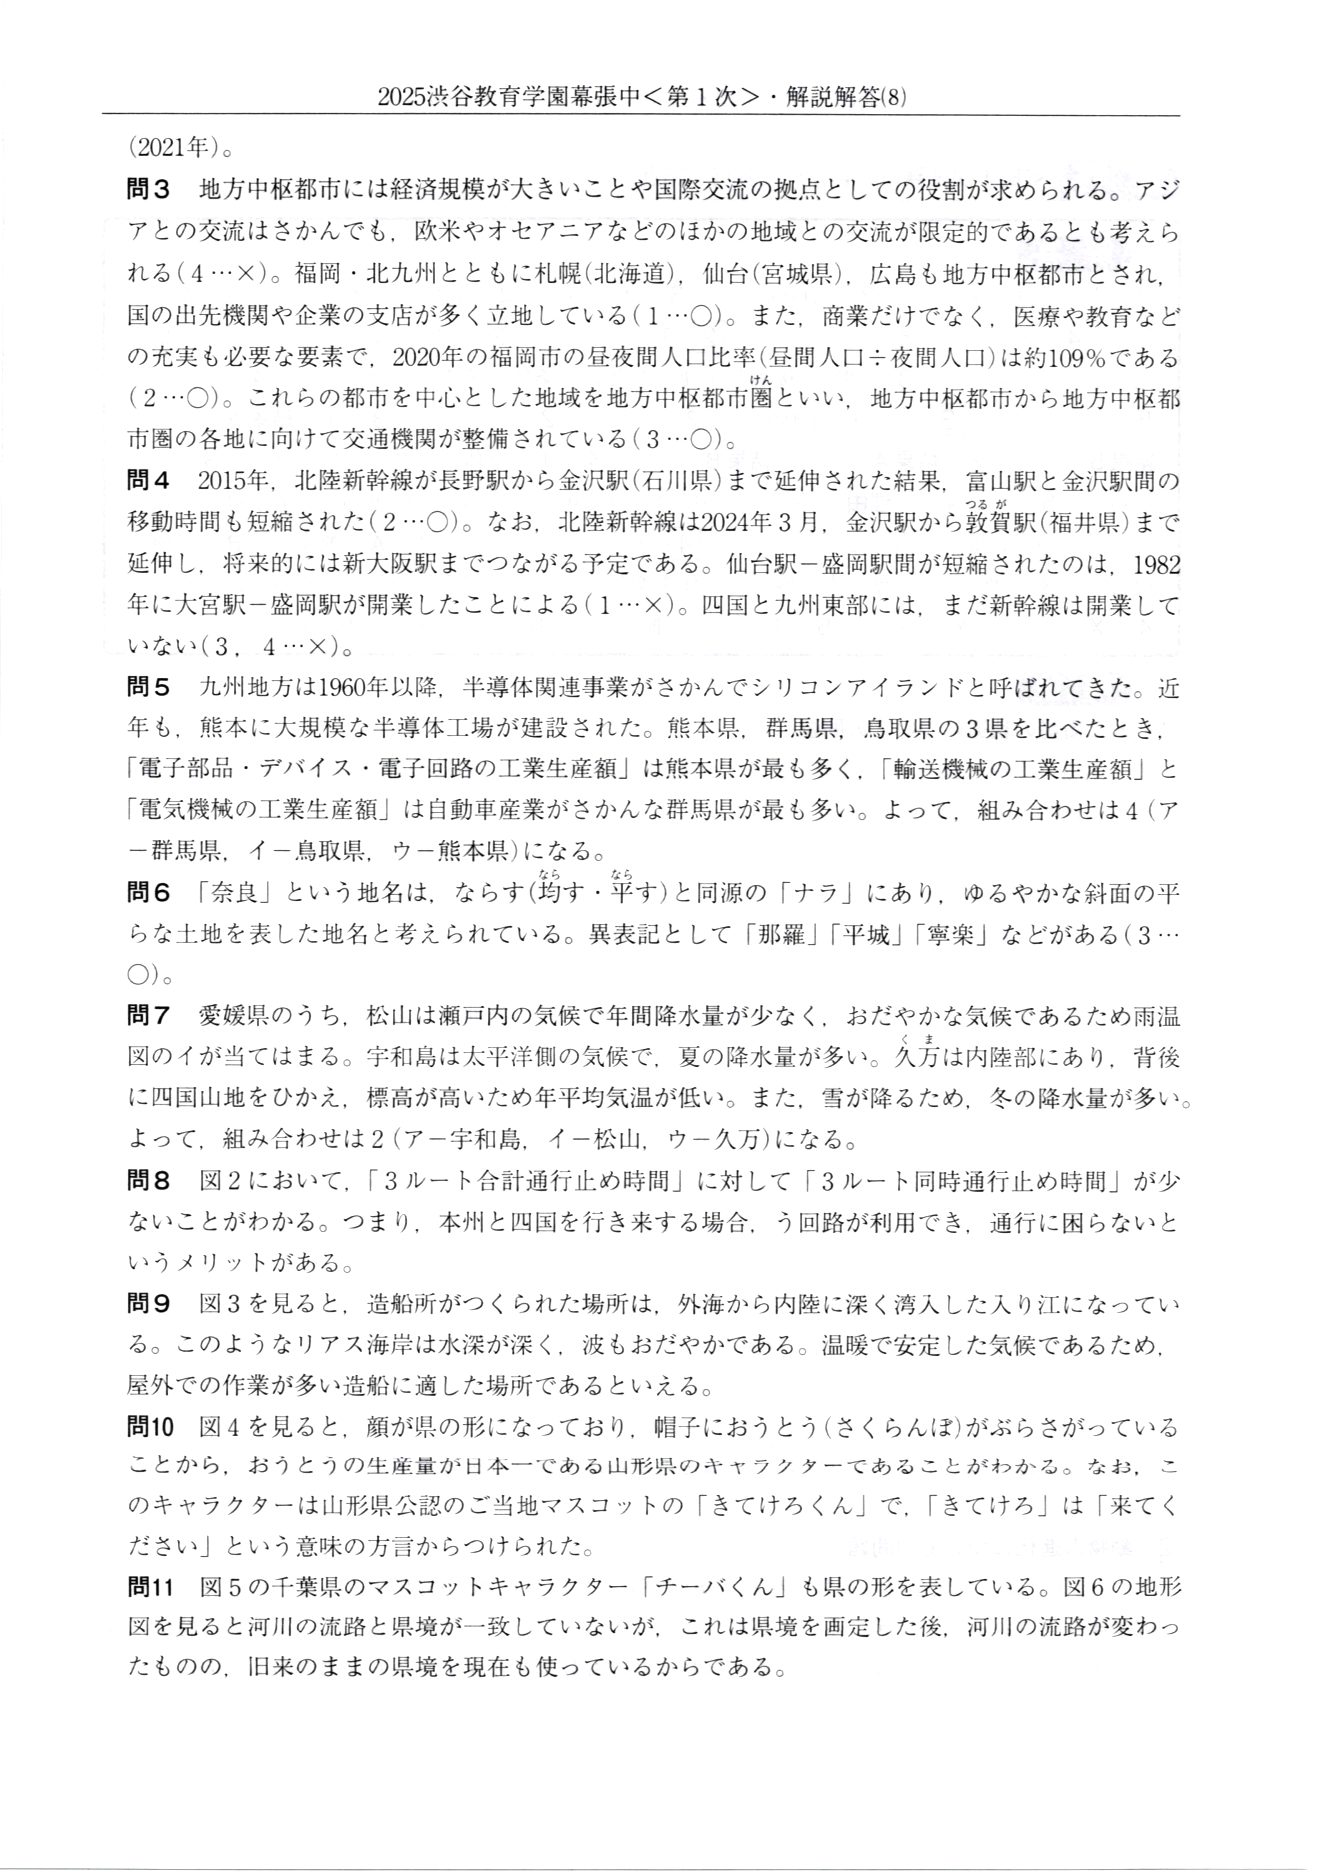 2025渋谷教育学園幕張中＜第１次＞・解説解答(8)
(2021年)。
問3　地方中枢都市には経済規模が大きいことや国際交流の拠点としての役割が求められる。アジ
アとの交流はさかんでも，欧米やオセアニアなどのほかの地域との交流が限定的であるとも考えら
れる(４…×)。福岡・北九州とともに札幌(北海道)，仙台(宮城県)，広島も地方中枢都市とされ，
国の出先機関や企業の支店が多く立地している(１…○)。また，商業だけでなく，医療や教育など
の充実も必要な要素で，2020年の福岡市の昼夜間人口比率(昼間人口÷夜間人口)は約109％である
(２…○)。これらの都市を中心とした地域を地方中枢都市圏(けん)といい，地方中枢都市から地方中枢都
市圏の各地に向けて交通機関が整備されている(３…○)。
問4　2015年，北陸新幹線が長野駅から金沢駅(石川県)まで延伸された結果，富山駅と金沢駅間の
移動時間も短縮された(２…○)。なお，北陸新幹線は2024年３月，金沢駅から敦賀(つるが)駅(福井県)まで
延伸し，将来的には新大阪駅までつながる予定である。仙台駅－盛岡駅間が短縮されたのは，1982
年に大宮駅－盛岡駅が開業したことによる(１…×)。四国と九州東部には，まだ新幹線は開業して
いない(３，４…×)。
問5　九州地方は1960年以降，半導体関連事業がさかんでシリコンアイランドと呼ばれてきた。近
年も，熊本に大規模な半導体工場が建設された。熊本県，群馬県，鳥取県の３県を比べたとき，
「電子部品・デバイス・電子回路の工業生産額」は熊本県が最も多く，「輸送機械の工業生産額」と
「電気機械の工業生産額」は自動車産業がさかんな群馬県が最も多い。よって，組み合わせは４(ア
－群馬県，イ－鳥取県，ウ－熊本県)になる。
問6　「奈良」という地名は，ならす(均(なら)す・平(なら)す)と同源の「ナラ」にあり，ゆるやかな斜面の平
らな土地を表した地名と考えられている。異表記として「那羅」「平城」「寧楽」などがある(３…
○)。
問7　愛媛県のうち，松山は瀬戸内の気候で年間降水量が少なく，おだやかな気候であるため雨温
図のイが当てはまる。宇和島は太平洋側の気候で，夏の降水量が多い。久万(くま)は内陸部にあり，背後
に四国山地をひかえ，標高が高いため年平均気温が低い。また，雪が降るため，冬の降水量が多い。
よって，組み合わせは２(ア－宇和島，イ－松山，ウ－久万)になる。
問8　図２において，「３ルート合計通行止め時間」に対して「３ルート同時通行止め時間」が少
ないことがわかる。つまり，本州と四国を行き来する場合，う回路が利用でき，通行に困らないと
いうメリットがある。
問9　図３を見ると，造船所がつくられた場所は，外海から内陸に深く湾入した入り江になってい
る。このようなリアス海岸は水深が深く，波もおだやかである。温暖で安定した気候であるため，
屋外での作業が多い造船に適した場所であるといえる。
問10　図４を見ると，顔が県の形になっており，帽子におうとう(さくらんぼ)がぶらさがっている
ことから，おうとうの生産量が日本一である山形県のキャラクターであることがわかる。なお，こ
のキャラクターは山形県公認のご当地マスコットの「きてけろくん」で，「きてけろ」は「来てく
ださい」という意味の方言からつけられた。
問11　図５の千葉県のマスコットキャラクター「チーバくん」も県の形を表している。図６の地形
図を見ると河川の流路と県境が一致していないが，これは県境を画定した後，河川の流路が変わっ
たものの，旧来のままの県境を現在も使っているからである。